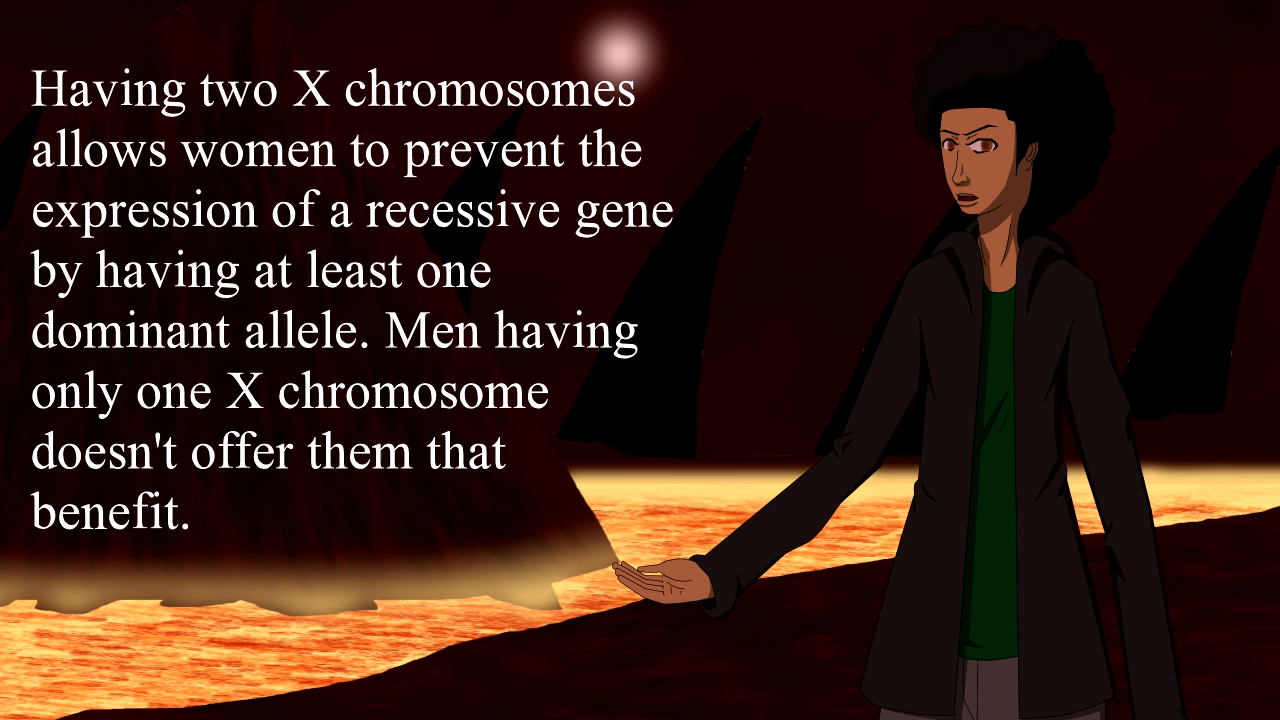 Having two X chromosomes
allows women to prevent the
expression of a recessive gene
by having at least one
dominant allele. Men having
only one X chromosome
doesn't offer them that
benefit.